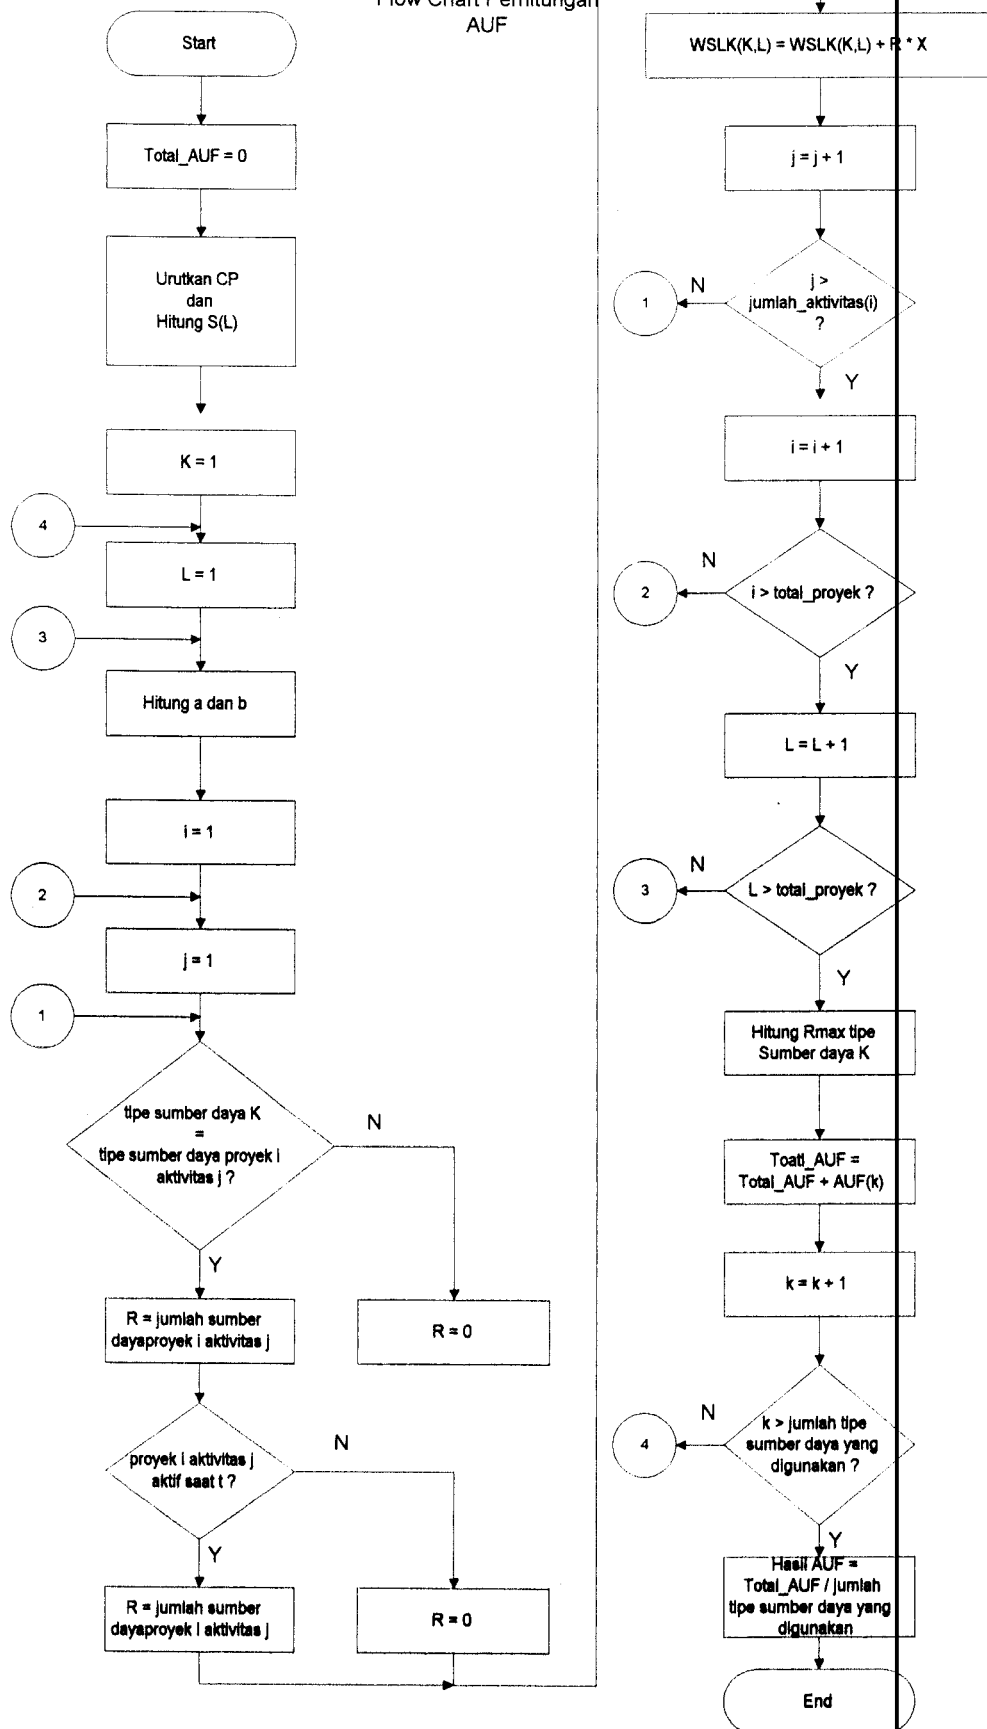 Flow Chart Perhitungan
AUF
Start
Total_AUF = 0
Urutkan CP
dan
Hitung S(L)
K = 1
4
L = 1
3
Hitung a dan b
i = 1
2
j = 1
1
tipe sumber daya K
=
tipe sumber daya proyek i
aktivitas j ?
N
Y
R = jumlah sumber
dayaproyek i aktivitas j
R = 0
proyek i aktivitas j
aktif saat t ?
N
Y
R = jumlah sumber
dayaproyek i aktivitas j
R = 0
WSLK(K,L) = WSLK(K,L) + R * X
j = j + 1
j >
jumlah_aktivitas(i)
?
N
1
Y
i = i + 1
i > total_proyek ?
N
2
Y
L = L + 1
L > total_proyek ?
N
3
Y
Hitung Rmax tipe
Sumber daya K
Toatl_AUF =
Total_AUF + AUF(k)
k = k + 1
k > jumlah tipe
sumber daya yang
digunakan ?
N
4
Y
Hasil AUF =
Total_AUF / jumlah
tipe sumber daya yang
digunakan
End